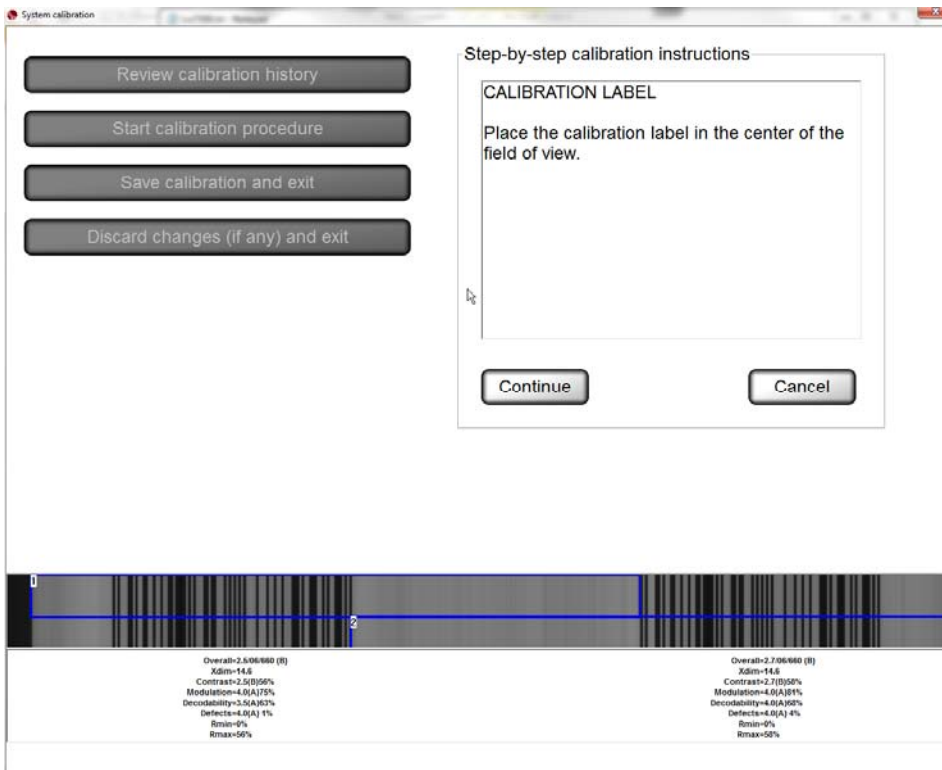 System calibration
Review calibration history
Start calibration procedure
Save calibration and exit
Discard changes (if any) and exit
Step-by-step calibration instructions
CALIBRATION LABEL
Place the calibration label in the center of the
field of view.
Continue
Cancel
1
2
Overall=2.5/06/660 (B)
Xdim=14.6
Contrast=2.5(B)56%
Modulation=4.0(A)75%
Decodability=3.5(A)63%
Defects=4.0(A) 1%
Rmin=0%
Rmax=56%
Overall=2.7/06/660 (B)
Xdim=14.6
Contrast=2.7(B)58%
Modulation=4.0(A)81%
Decodability=4.0(A)68%
Defects=4.0(A) 4%
Rmin=0%
Rmax=58%